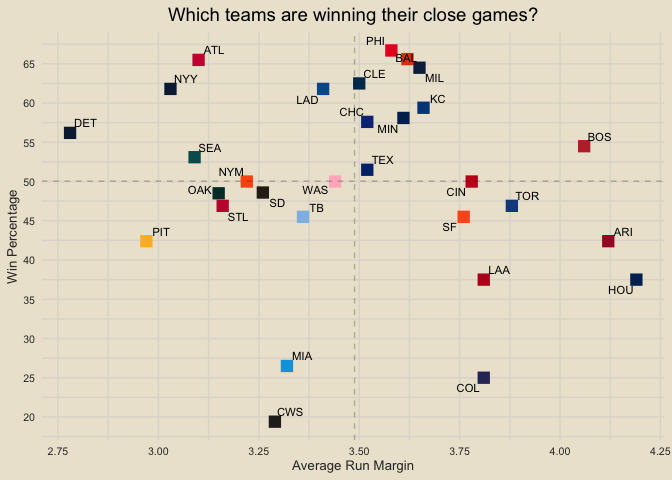 Which teams are winning their close games?
PHI
ATL
BAL
MIL
CLE
NYY
LAD
KC
CHC
MIN
DET
BOS
SEA
TEX
NYM
OAK
WAS
CIN
SD
TOR
STL
TB
SF
PIT
ARI
LAA
HOU
MIA
COL
CWS
Win Percentage
65
60
55
50
45
40
35
30
25
20
2.75 3.00 3.25 3.50 3.75 4.00 4.25
Average Run Margin